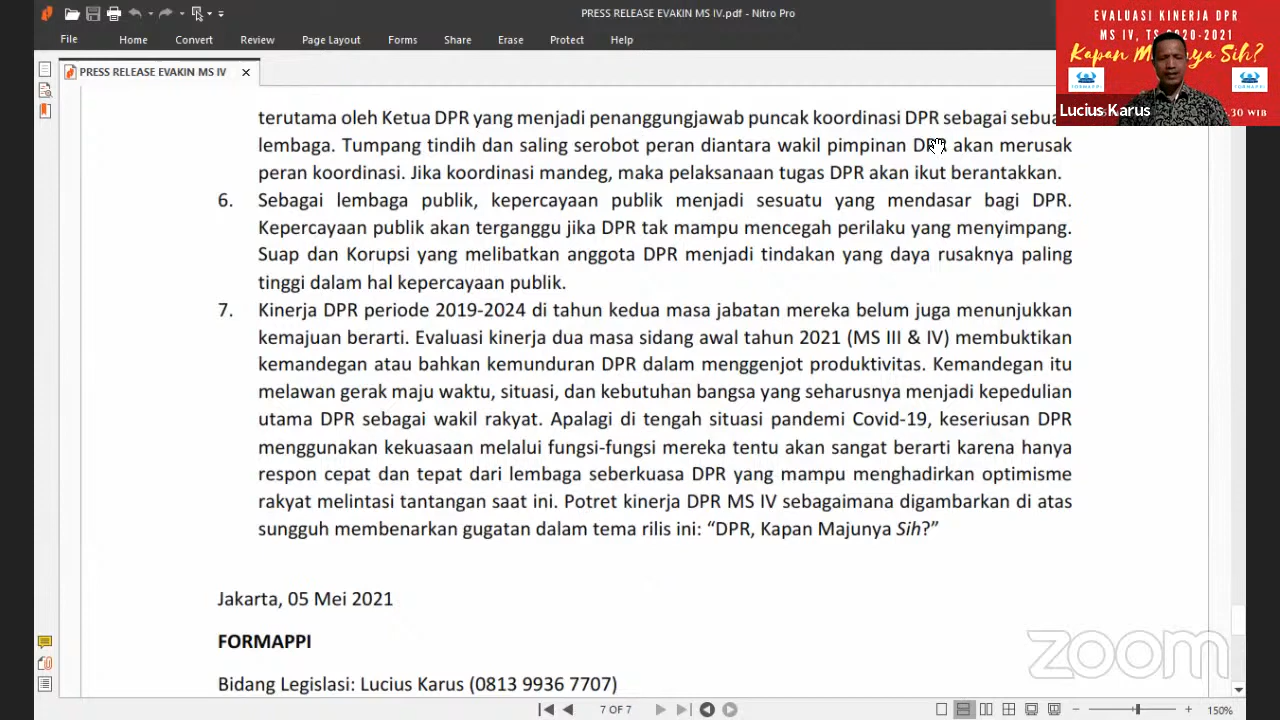 PRESS RELEASE EVAKIN MS IV.pdf - Nitro Pro
File Home Convert Review Page Layout Forms Share Erase Protect Help
PRESS RELEASE EVAKIN MS IV
EVALUASI KINERJA DPR
MS IV, TS 2020-2021
Kapan Sih?
FORMAPPI FORMAPPI
Lucius Karus
.30 WIB
terutama oleh Ketua DPR yang menjadi penanggungjawab puncak koordinasi DPR sebagai
lembaga. Tumpang tindih dan saling serobot peran diantara wakil pimpinan DPR akan merusak
peran koordinasi. Jika koordinasi mandeg, maka pelaksanaan tugas DPR akan ikut berantakkan.
6. Sebagai lembaga publik, kepercayaan publik menjadi sesuatu yang mendasar bagi DPR.
Kepercayaan publik akan terganggu jika DPR tak mampu mencegah perilaku yang menyimpang.
Suap dan Korupsi yang melibatkan anggota DPR menjadi tindakan yang daya rusaknya paling
tinggi dalam hal kepercayaan publik.
7. Kinerja DPR periode 2019-2024 di tahun kedua masa jabatan mereka belum juga menunjukkan
kemajuan berarti. Evaluasi kinerja dua masa sidang awal tahun 2021 (MS III & IV) membuktikan
kemandegan atau bahkan kemunduran DPR dalam menggenjot produktivitas. Kemandegan itu
melawan gerak maju waktu, situasi, dan kebutuhan bangsa yang seharusnya menjadi kepedulian
utama DPR sebagai wakil rakyat. Apalagi di tengah situasi pandemi Covid-19, keseriusan DPR
menggunakan kekuasaan melalui fungsi-fungsi mereka tentu akan sangat berarti karena hanya
respon cepat dan tepat dari lembaga seberkuasa DPR yang mampu menghadirkan optimisme
rakyat melintasi tantangan saat ini. Potret kinerja DPR MS IV sebagaimana digambarkan di atas
sungguh membenarkan gugatan dalam tema rilis ini: “DPR, Kapan Majunya Sih?”
Jakarta, 05 Mei 2021
FORMAPPI
Bidang Legislasi: Lucius Karus (0813 9936 7707)
zoom
7 OF 7
150%